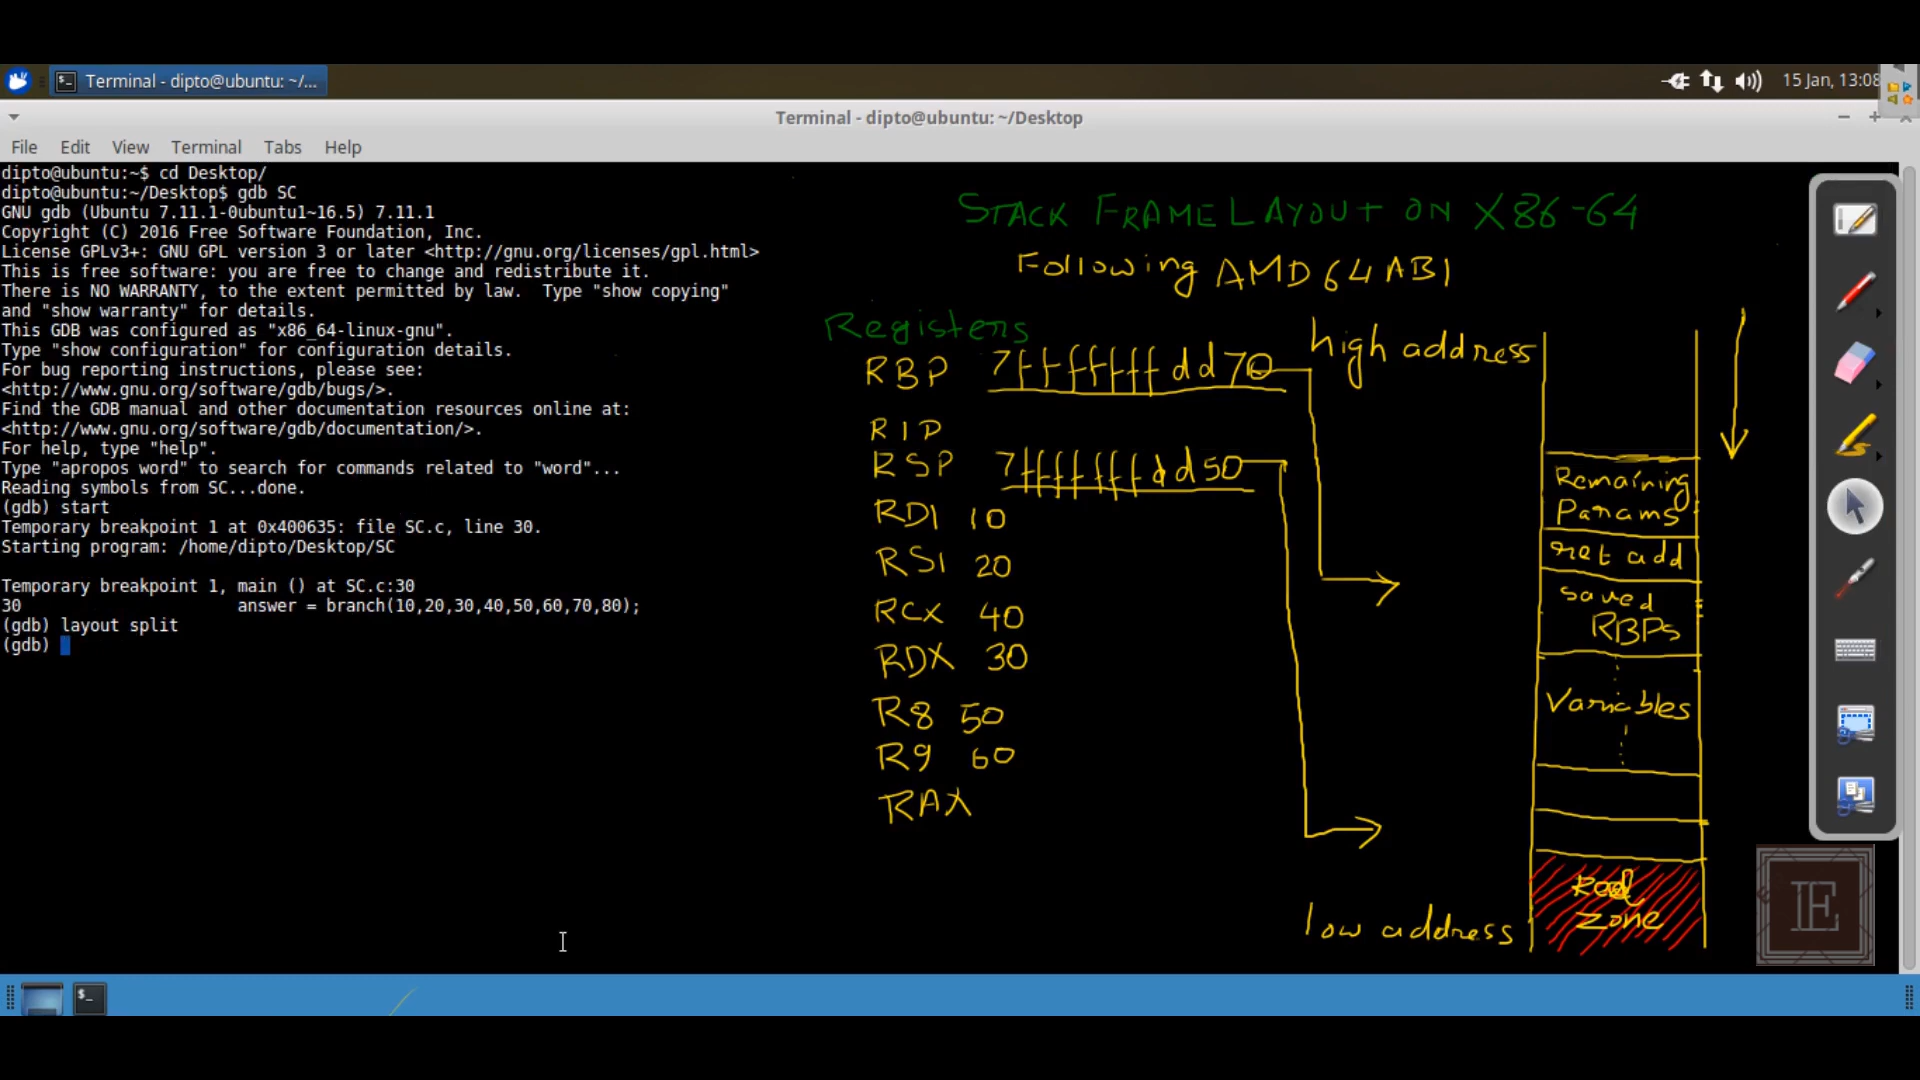 Terminal - dipto@ubuntu: ~/...
15 Jan, 13:08
Terminal - dipto@ubuntu: ~/Desktop
File Edit View Terminal Tabs Help
dipto@ubuntu:~$ cd Desktop/
dipto@ubuntu:~/Desktop$ gdb SC
GNU gdb (Ubuntu 7.11.1-0ubuntu1~16.5) 7.11.1
Copyright (C) 2016 Free Software Foundation, Inc.
License GPLv3+: GNU GPL version 3 or later <http://gnu.org/licenses/gpl.html>
This is free software: you are free to change and redistribute it.
There is NO WARRANTY, to the extent permitted by law.  Type "show copying"
and "show warranty" for details.
This GDB was configured as "x86_64-linux-gnu".
Type "show configuration" for configuration details.
For bug reporting instructions, please see:
<http://www.gnu.org/software/gdb/bugs/>.
Find the GDB manual and other documentation resources online at:
<http://www.gnu.org/software/gdb/documentation/>.
For help, type "help".
Type "apropos word" to search for commands related to "word"...
Reading symbols from SC...done.
(gdb) start
Temporary breakpoint 1 at 0x400635: file SC.c, line 30.
Starting program: /home/dipto/Desktop/SC
Temporary breakpoint 1, main () at SC.c:30
30 answer = branch(10,20,30,40,50,60,70,80);
(gdb) layout split
(gdb)
STACK FRAME LAYOUT ON X86-64
Following AMD64 ABI
Registers
RBP 7fffffffdd70
RIP
RSP 7fffffffdd50
RDI 10
RSI 20
RCX 40
RDX 30
R8 50
R9 60
RAX
high address
Remaining
Params
ret add
saved
RBPs
Variables
Red
Zone
low address
IE